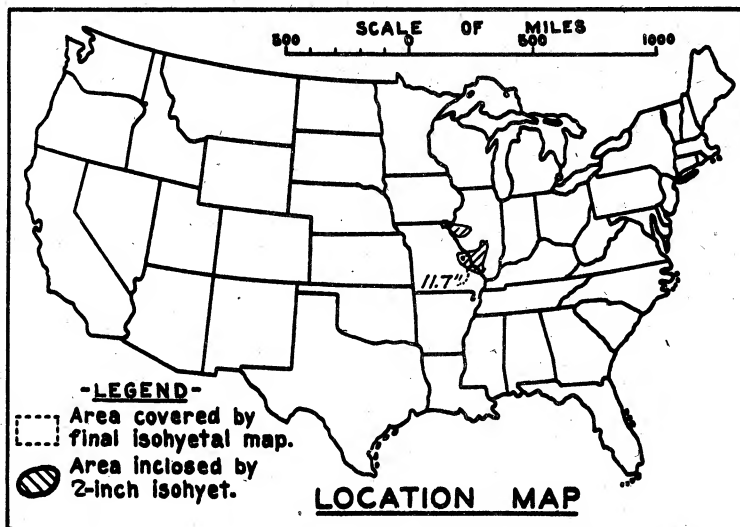 SCALE OF MILES
500 0 500 1000
11.7"
-LEGEND-
Area covered by
final isohyetal map.
Area inclosed by
2-inch isohyet.
LOCATION MAP